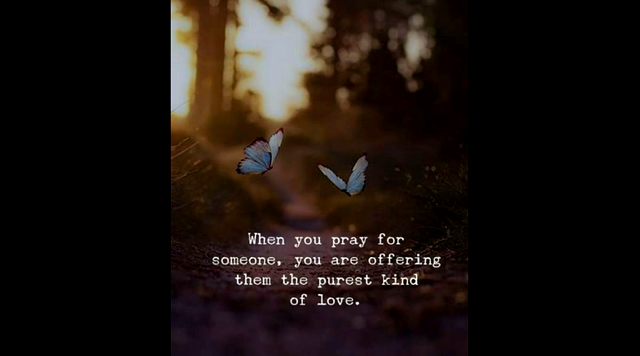 When you pray for
someone, you are offering
them the purest kind
of love.